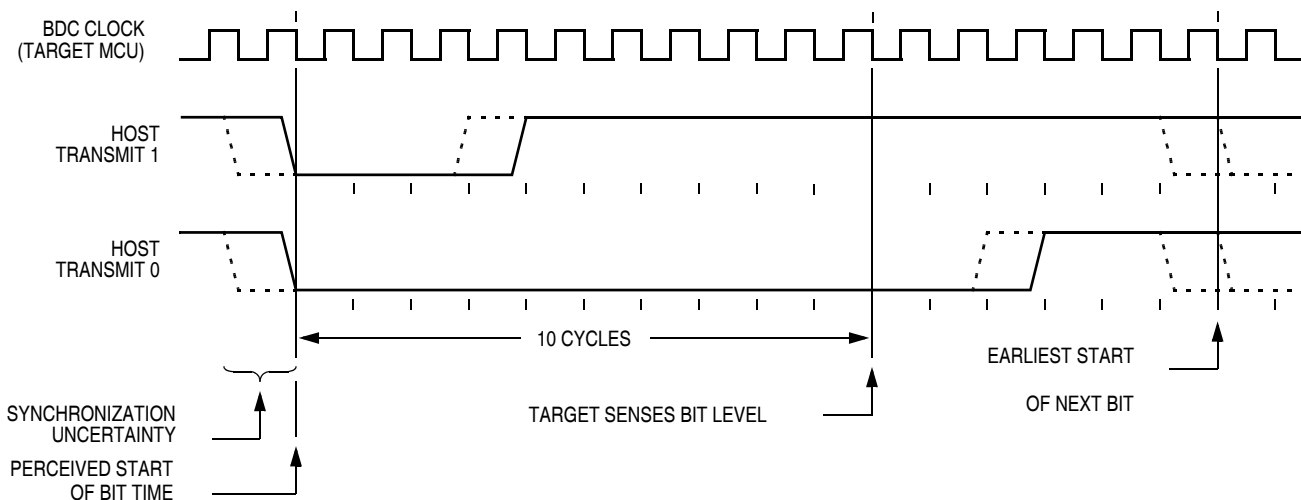 BDC CLOCK
(TARGET MCU)
HOST
TRANSMIT 1
HOST
TRANSMIT 0
10 CYCLES
EARLIEST START
OF NEXT BIT
TARGET SENSES BIT LEVEL
SYNCHRONIZATION
UNCERTAINTY
PERCEIVED START
OF BIT TIME